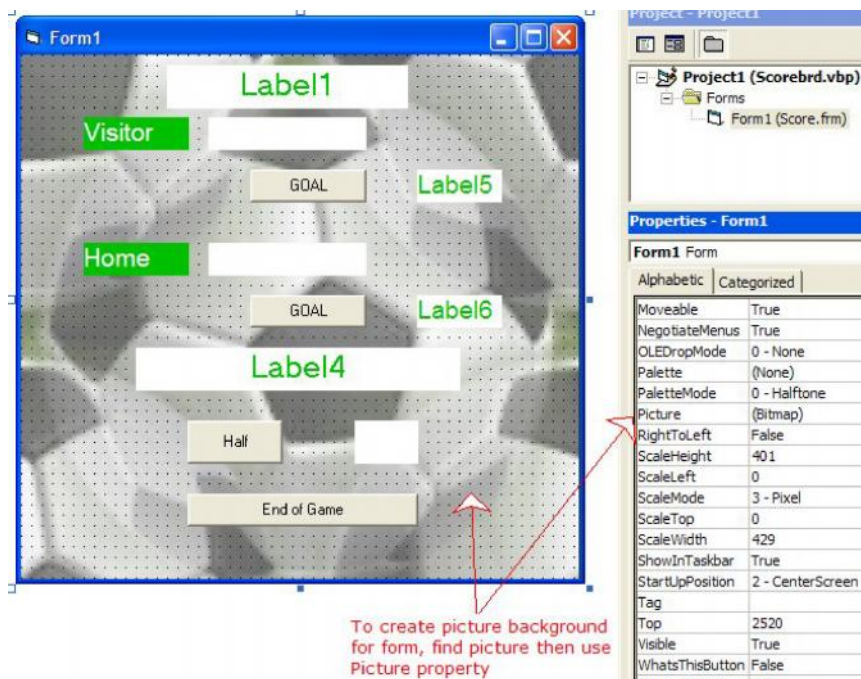 Project - Project1
Form1
Label1
Visitor
GOAL
Label5
Home
GOAL
Label6
Label4
Half
End of Game
To create picture background
for form, find picture then use
Picture property
Project1 (Scorebrd.vbp)
Forms
Form1 (Score.frm)
Properties - Form1
Form1 Form
Alphabetic Categorized
Moveable True
NegotiateMenus True
OLEDropMode 0 - None
Palette (None)
PaletteMode 0 - Halftone
Picture (Bitmap)
RightToLeft False
ScaleHeight 401
ScaleLeft 0
ScaleMode 3 - Pixel
ScaleTop 0
ScaleWidth 429
ShowInTaskbar True
StartUpPosition 2 - CenterScreen
Tag
Top 2520
Visible True
WhatsThisButton False